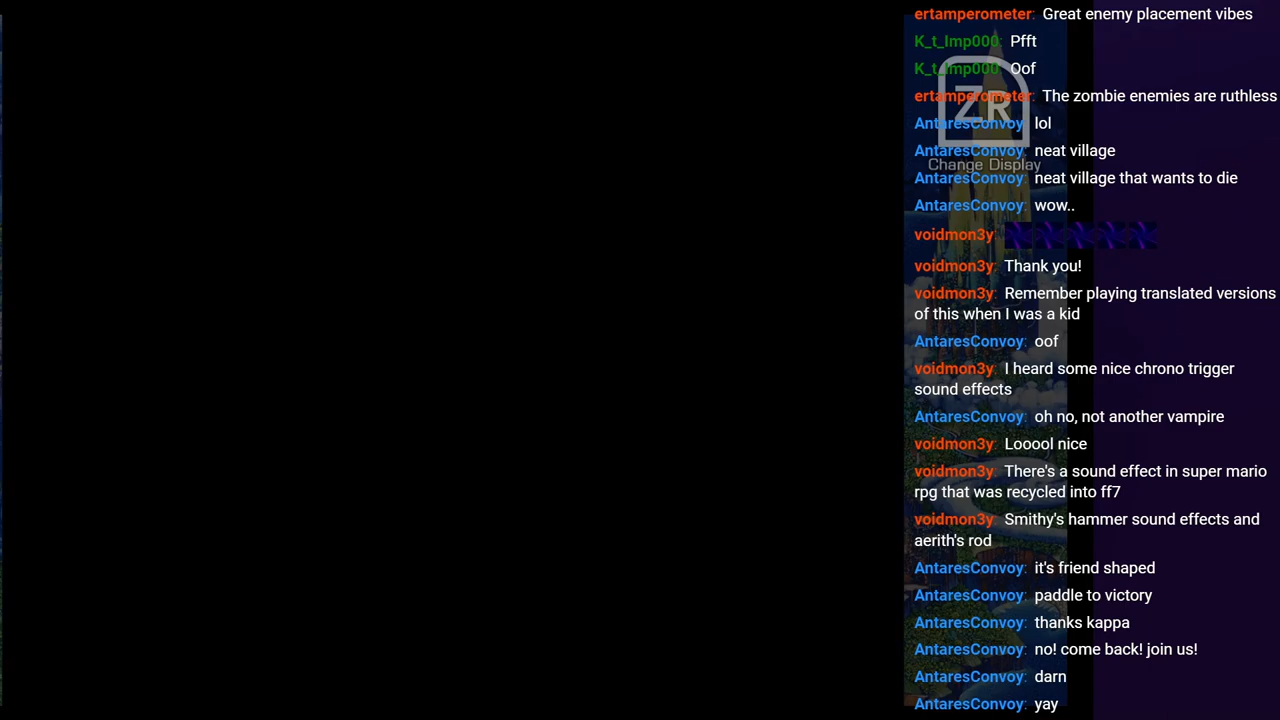 ertamperometer: Great enemy placement vibes
K_t_Imp000: Pfft
K_t_Imp000: Oof
ertamperometer: The zombie enemies are ruthless
AntaresConvoy: lol
AntaresConvoy: neat village
ZR
Change Display
AntaresConvoy: neat village that wants to die
AntaresConvoy: wow..
voidmon3y:
voidmon3y: Thank you!
voidmon3y: Remember playing translated versions
of this when I was a kid
AntaresConvoy: oof
voidmon3y: I heard some nice chrono trigger
sound effects
AntaresConvoy: oh no, not another vampire
voidmon3y: Looool nice
voidmon3y: There's a sound effect in super mario
rpg that was recycled into ff7
voidmon3y: Smithy's hammer sound effects and
aerith's rod
AntaresConvoy: it's friend shaped
AntaresConvoy: paddle to victory
AntaresConvoy: thanks kappa
AntaresConvoy: no! come back! join us!
AntaresConvoy: darn
AntaresConvoy: yay